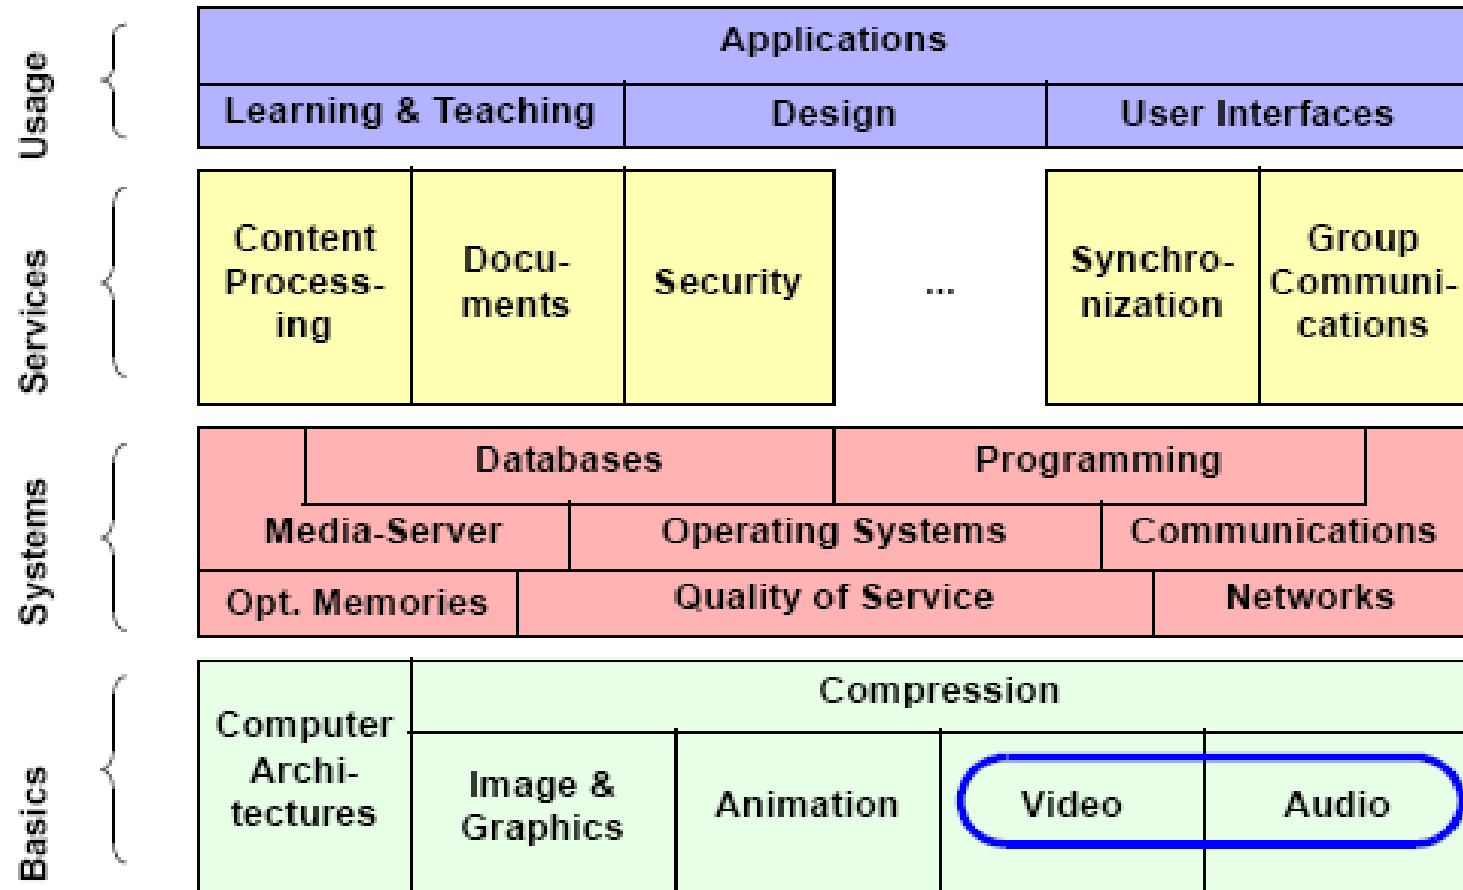 Usage
Applications
Learning & Teaching
Design
User Interfaces
Services
Content
Process-
ing
Docu-
ments
Security
...
Synchro-
nization
Group
Communi-
cations
Systems
Databases
Programming
Media-Server
Operating Systems
Communications
Opt. Memories
Quality of Service
Networks
Basics
Computer
Archi-
tectures
Compression
Image &
Graphics
Animation
Video
Audio